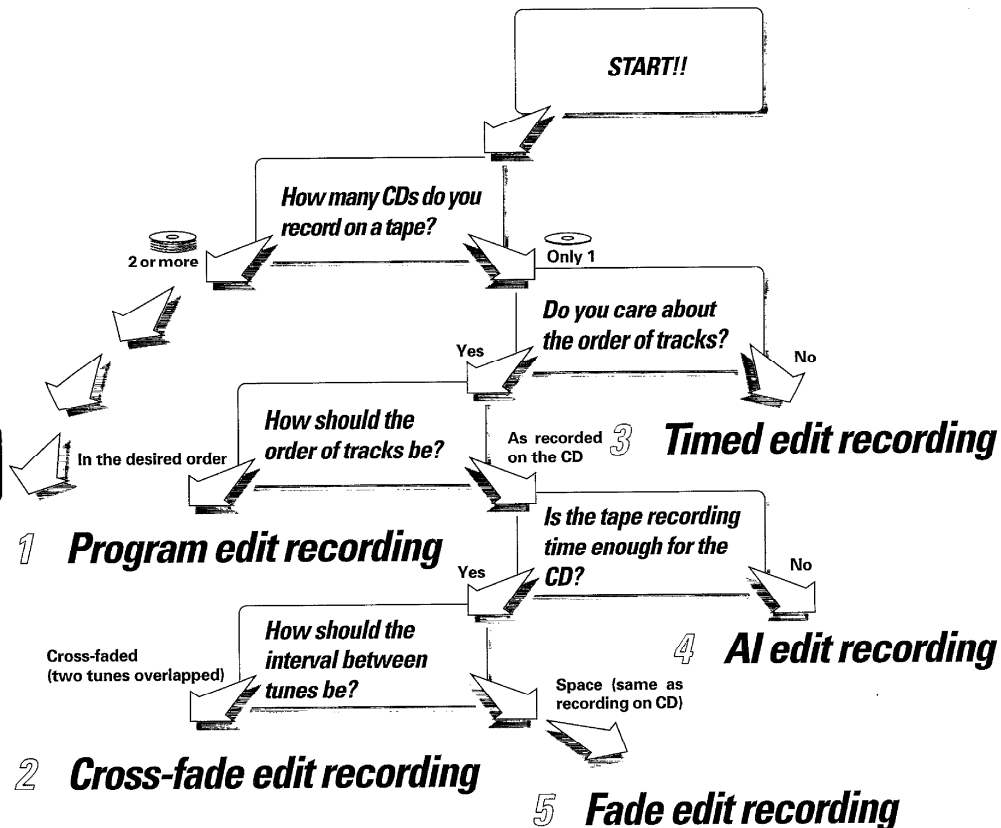 START!!
How many CDs do you
record on a tape?
2 or more
Only 1
Do you care about
the order of tracks?
Yes
No
How should the
order of tracks be?
As recorded
on the CD
3 Timed edit recording
In the desired order
Is the tape recording
time enough for the
CD?
1 Program edit recording
Yes
No
How should the
interval between
tunes be?
4 AI edit recording
Cross-faded
(two tunes overlapped)
Space (same as
recording on CD)
2 Cross-fade edit recording
5 Fade edit recording